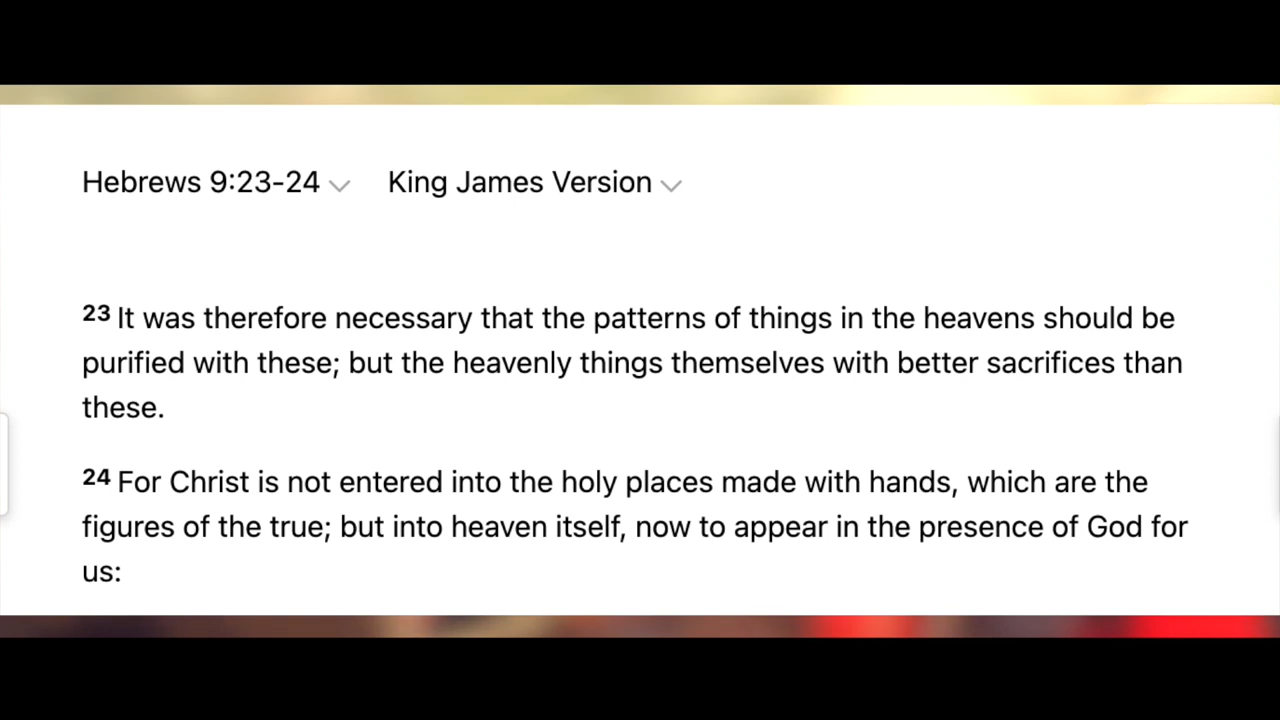 Hebrews 9:23-24 King James Version
23 It was therefore necessary that the patterns of things in the heavens should be
purified with these; but the heavenly things themselves with better sacrifices than
these.
24 For Christ is not entered into the holy places made with hands, which are the
figures of the true; but into heaven itself, now to appear in the presence of God for
us: